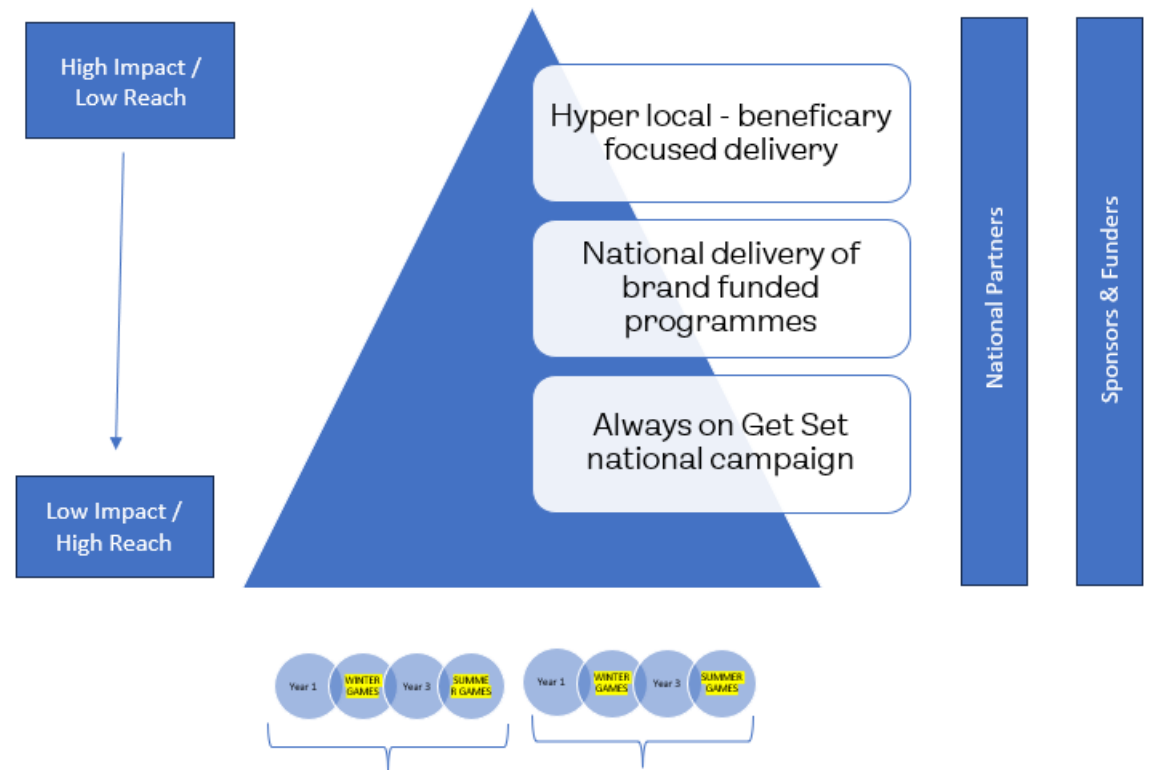 High Impact /
Low Reach
Hyper local - beneficary
focused delivery
National delivery of
brand funded
programmes
Always on Get Set
national campaign
Low Impact /
High Reach
National Partners
Sponsors & Funders
Year 1
WINTER
GAMES
Year 3
SUMME
R GAMES
Year 1
WINTER
GAMES
Year 3
SUMMER
GAMES